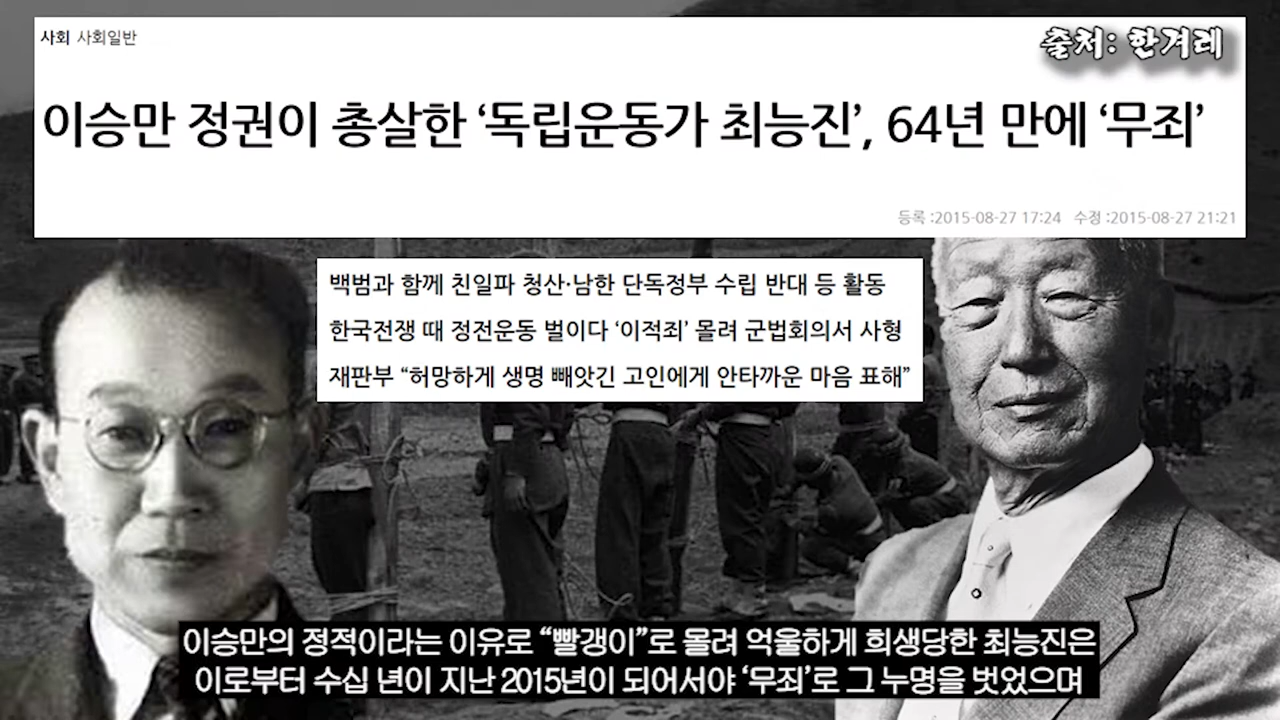 사회 사회일반
출처: 한겨레
이승만 정권이 총살한 ‘독립운동가 최능진’, 64년 만에 ‘무죄’
등록 :2015-08-27 17:24 수정 :2015-08-27 21:21
백범과 함께 친일파 청산·남한 단독정부 수립 반대 등 활동
한국전쟁 때 정전운동 벌이다 ‘이적죄’ 몰려 군법회의서 사형
재판부 “허망하게 생명 빼앗긴 고인에게 안타까운 마음 표해”
이승만의 정적이라는 이유로 “빨갱이”로 몰려 억울하게 희생당한 최능진은
이로부터 수십 년이 지난 2015년이 되어서야 ‘무죄’로 그 누명을 벗었으며